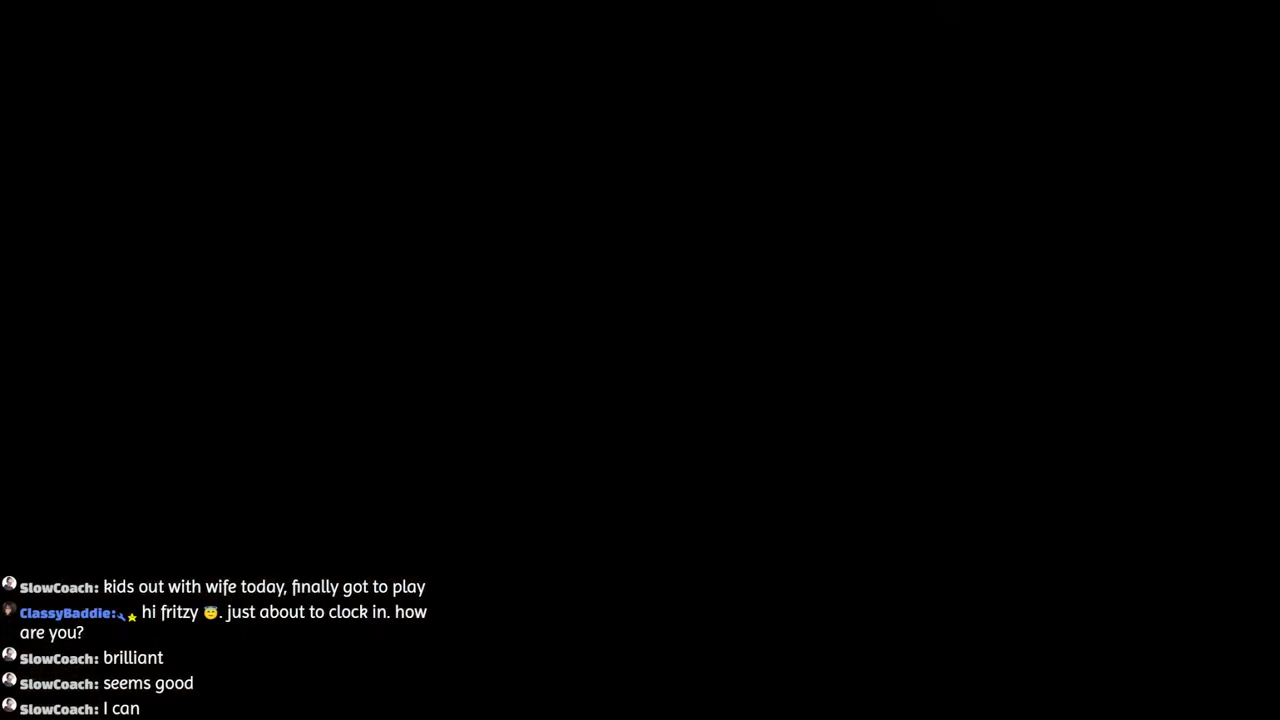 SlowCoach: kids out with wife today, finally got to play
ClassyBaddie: hi fritzy 😇. just about to clock in. how
are you?
SlowCoach: brilliant
SlowCoach: seems good
SlowCoach: I can